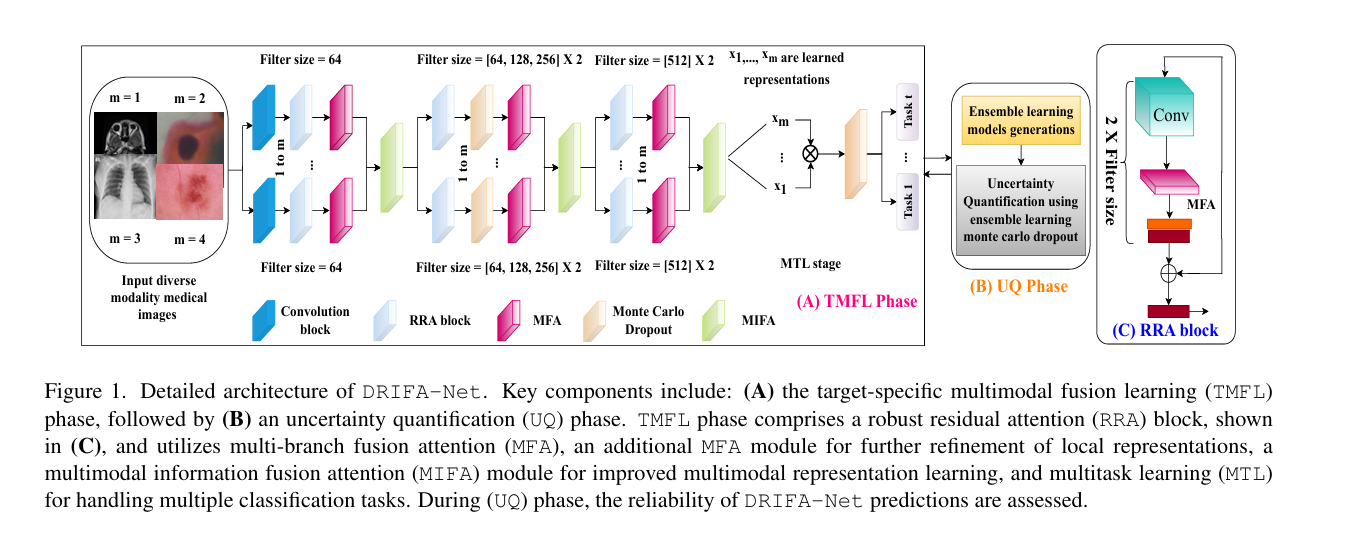 Filter size = 64
Filter size = [64, 128, 256] X 2
Filter size = [512] X 2
x1,..., xm are learned
representations
m = 1
m = 2
m = 3
m = 4
Input diverse
modality medical
images
1 to m
...
1 to m
...
1 to m
...
xm
...
x1
Task t
...
Task 1
Filter size = 64
Filter size = [64, 128, 256] X 2
Filter size = [512] X 2
MTL stage
(A) TMFL Phase
Convolution
block
RRA block
MFA
Monte Carlo
Dropout
MIFA
Ensemble learning
models generations
Uncertainty
Quantification using
ensemble learning
monte carlo dropout
(B) UQ Phase
2 X Filter size
Conv
MFA
(C) RRA block
Figure 1. Detailed architecture of DRIFA-Net. Key components include: (A) the target-specific multimodal fusion learning (TMFL)
phase, followed by (B) an uncertainty quantification (UQ) phase. TMFL phase comprises a robust residual attention (RRA) block, shown
in (C), and utilizes multi-branch fusion attention (MFA), an additional MFA module for further refinement of local representations, a
multimodal information fusion attention (MIFA) module for improved multimodal representation learning, and multitask learning (MTL)
for handling multiple classification tasks. During (UQ) phase, the reliability of DRIFA-Net predictions are assessed.